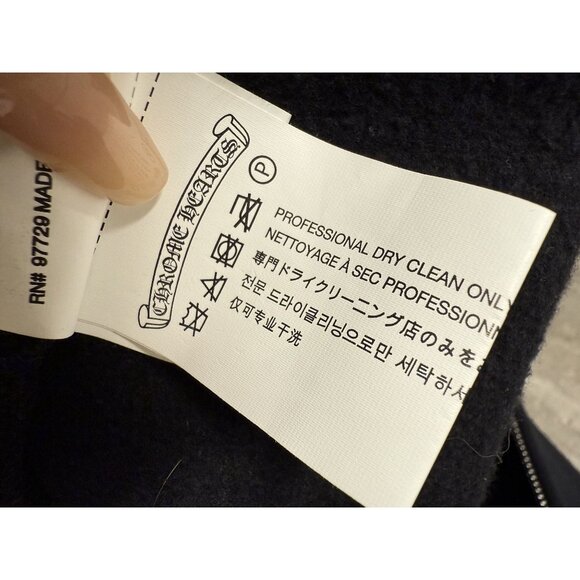 RN# 97729 MADE
CHROME HEARTS
P
PROFESSIONAL DRY CLEAN ONLY
NETTOYAGE À SEC PROFESSIONN
専門ドライクリーニング店のみを
전문 드라이클리닝으로만 세탁하
仅可专业干洗